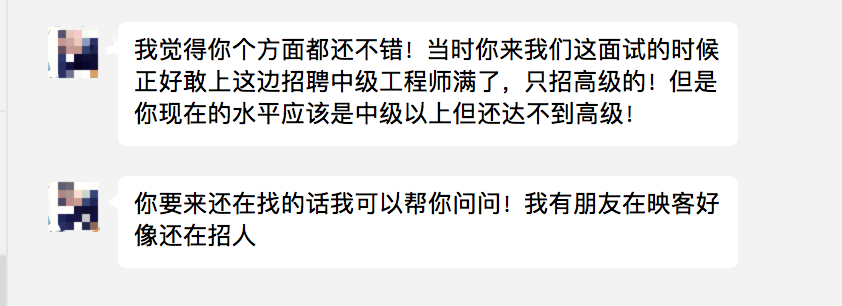 我觉得你个方面都还不错！当时你来我们这面试的时候
正好敢上这边招聘中级工程师满了，只招高级的！但是
你现在的水平应该是中级以上但还达不到高级！
你要来还在找的话我可以帮你问问！我有朋友在映客好
像还在招人